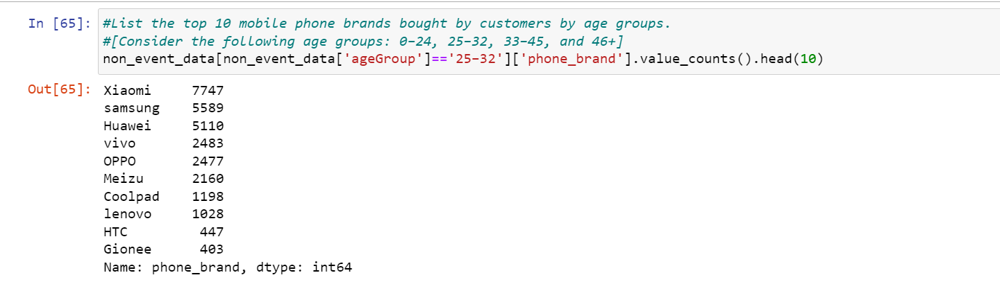 In [65]: #List the top 10 mobile phone brands bought by customers by age groups.
#[Consider the following age groups: 0–24, 25–32, 33–45, and 46+]
non_event_data[non_event_data['ageGroup']=='25–32']['phone_brand'].value_counts().head(10)
Out[65]: Xiaomi 7747
samsung 5589
Huawei 5110
vivo 2483
OPPO 2477
Meizu 2160
Coolpad 1198
lenovo 1028
HTC 447
Gionee 403
Name: phone_brand, dtype: int64